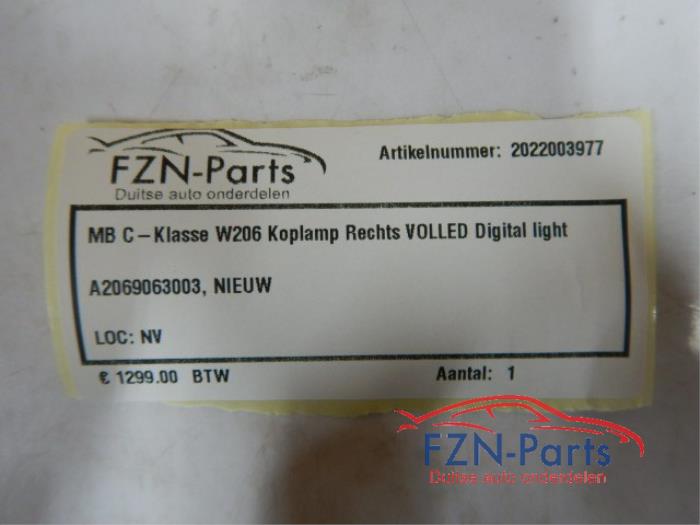 FZN-Parts
Duitse auto onderdelen
Artikelnummer: 2022003977
MB C-Klasse W206 Koplamp Rechts VOLLED Digital light
A2069063003, NIEUW
LOC: NV
€ 1299.00 BTW
Aantal: 1
FZN-Parts
Duitse auto onderdelen